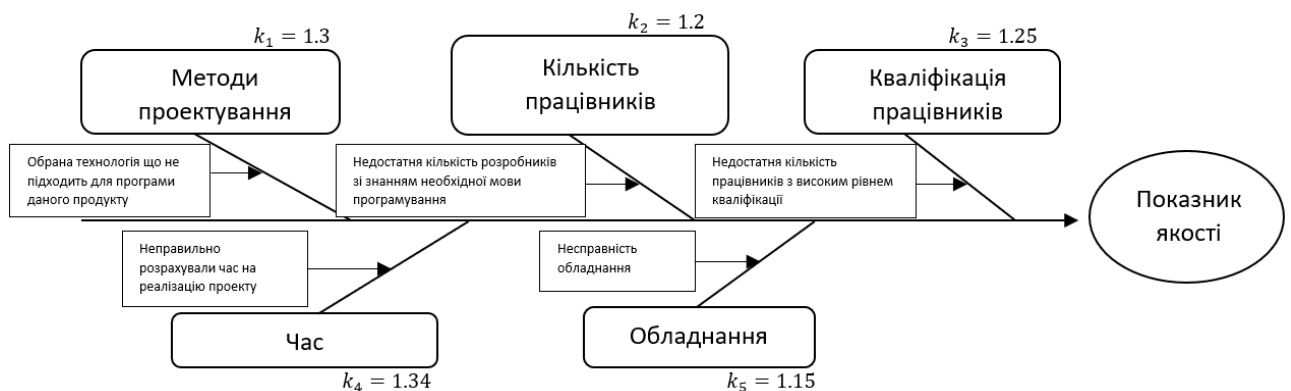 k₁ = 1.3
Методи
проектування
k₂ = 1.2
Кількість
працівників
k₃ = 1.25
Кваліфікація
працівників
Обрана технологія що не
підходить для програми
даного продукту
Недостатня кількість розробників
зі знанням необхідної мови
програмування
Недостатня кількість
працівників з високим рівнем
кваліфікації
Показник
якості
Неправильно
розрахували час на
реалізацію проекту
Несправність
обладнання
Час
k₄ = 1.34
Обладнання
k₅ = 1.15